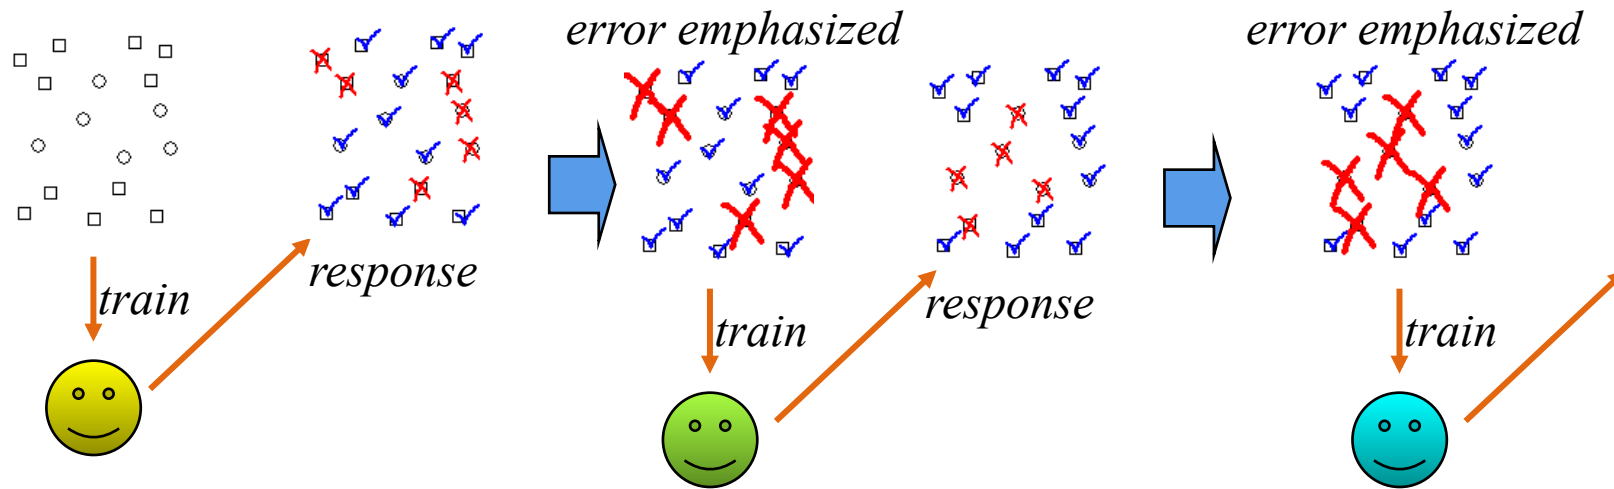 error emphasized
error emphasized
response
train
response
train
train